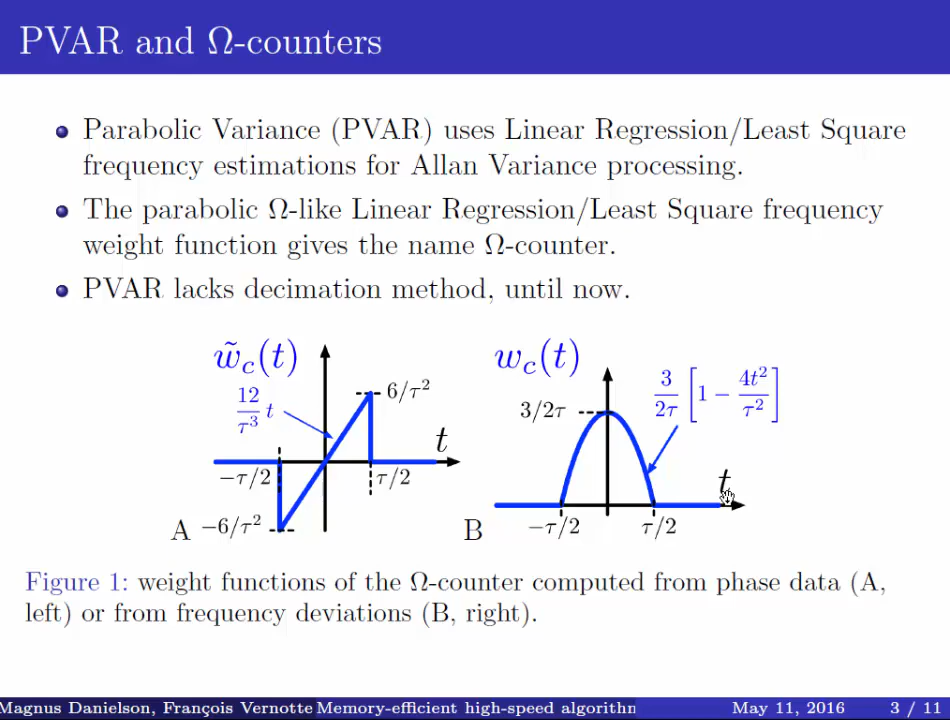 PVAR and Ω-counters
Parabolic Variance (PVAR) uses Linear Regression/Least Square
frequency estimations for Allan Variance processing.
The parabolic Ω-like Linear Regression/Least Square frequency
weight function gives the name Ω-counter.
PVAR lacks decimation method, until now.
w̃c(t)
12/τ³ t
6/τ²
t
−τ/2
τ/2
−6/τ²
A
wc(t)
3/2τ [1 − 4t²/τ²]
3/2τ
t
−τ/2
τ/2
B
Figure 1: weight functions of the Ω-counter computed from phase data (A,
left) or from frequency deviations (B, right).
Magnus Danielson, François Vernotte Memory-efficient high-speed algorithm May 11, 2016 3 / 11